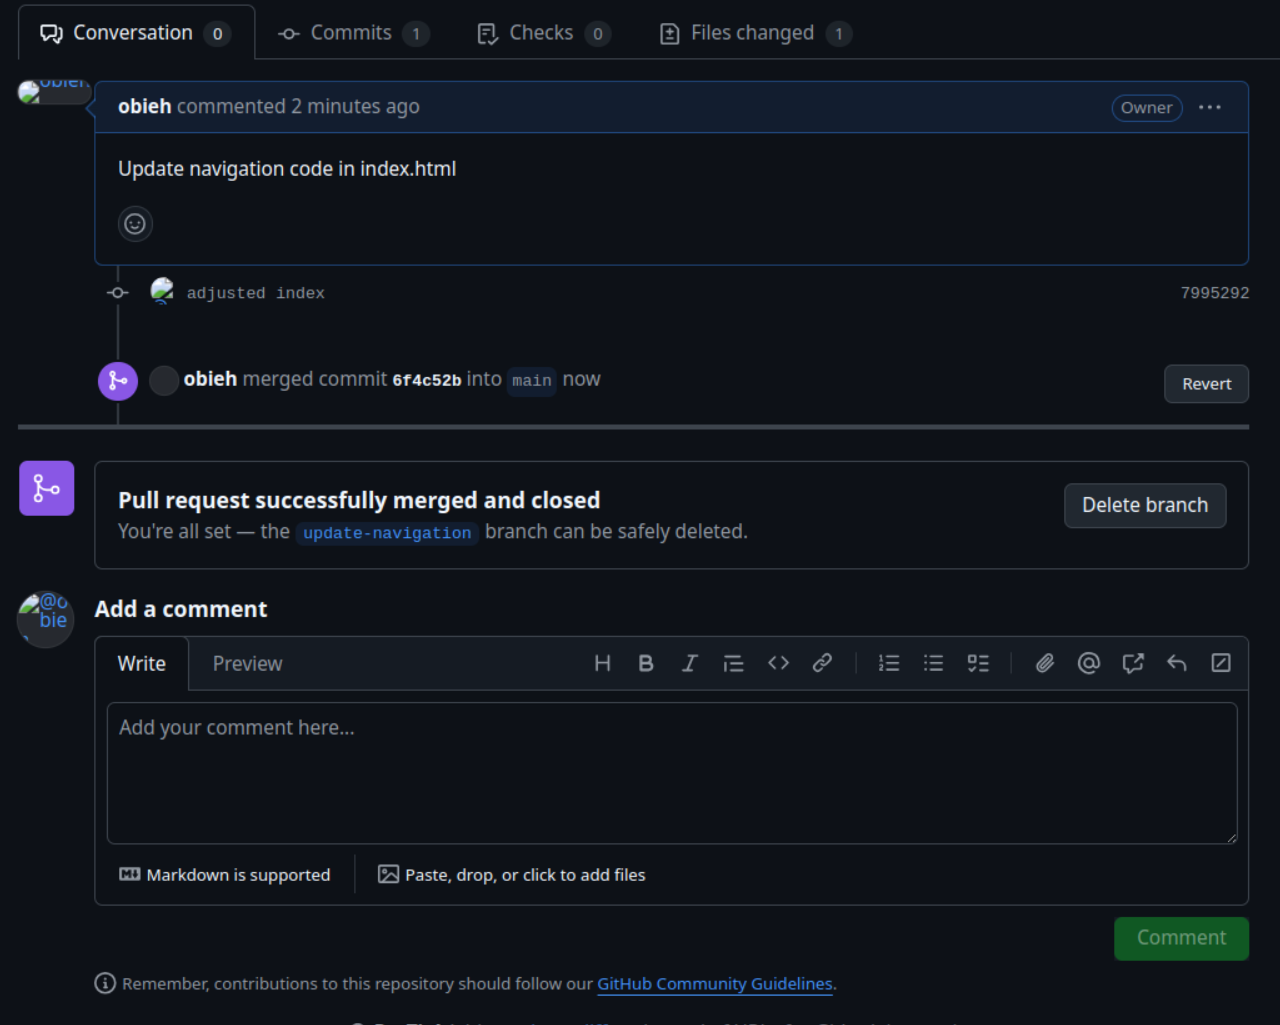 Conversation 0 Commits 1 Checks 0 Files changed 1
obieh commented 2 minutes ago Owner
Update navigation code in index.html
adjusted index 7995292
obieh merged commit 6f4c52b into main now Revert
Pull request successfully merged and closed
You're all set — the update-navigation branch can be safely deleted.
Delete branch
@o
bie
Add a comment
Write Preview
Add your comment here...
Markdown is supported Paste, drop, or click to add files
Comment
Remember, contributions to this repository should follow our GitHub Community Guidelines.